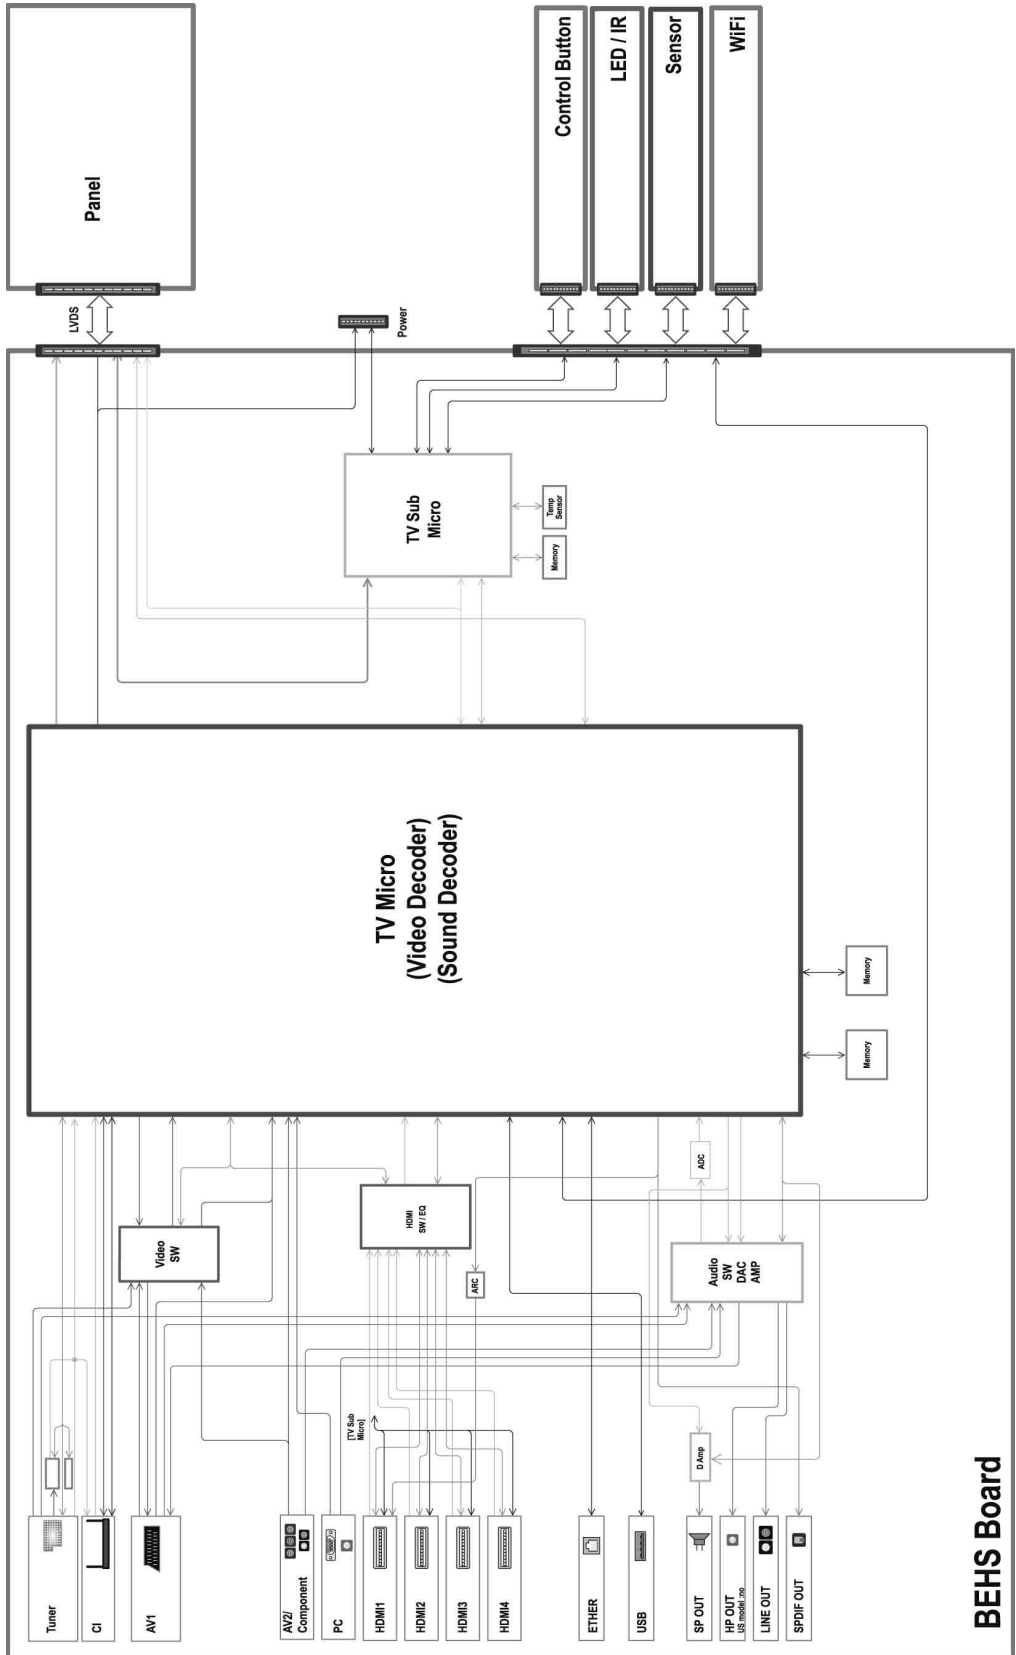 BEHS Board
Tuner
CI
AV1
AV2/
Component
PC
HDMI1
HDMI2
HDMI3
HDMI4
ETHER
USB
SP OUT
HP OUT
US model :no
LINE OUT
SPDIF OUT
[TV Sub
Micro]
D Amp
Video
SW
HDMI
SW / EQ
ARC
Audio
SW
DAC
AMP
ADC
TV Micro
(Video Decoder)
(Sound Decoder)
Memory
Memory
TV Sub
Micro
Memory
Temp
Sensor
LVDS
Power
Panel
Control Button
LED / IR
Sensor
WiFi